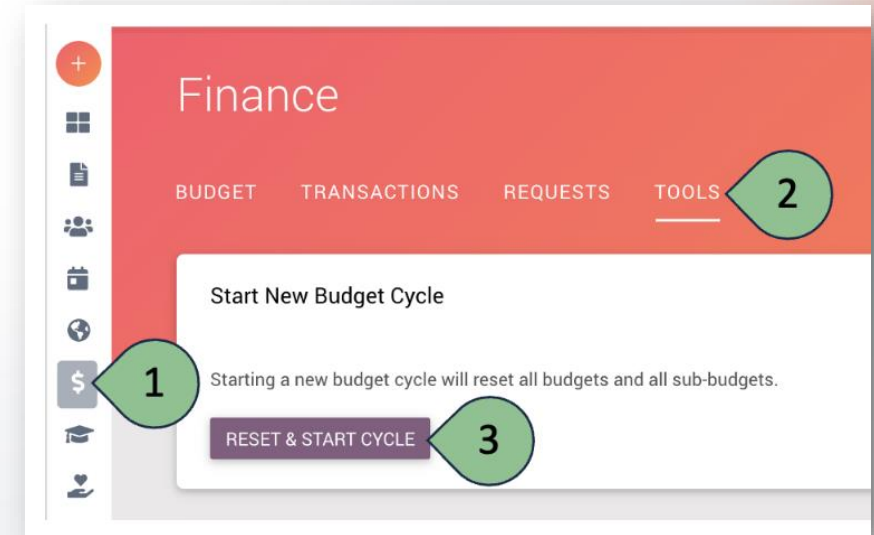 Finance
BUDGET TRANSACTIONS REQUESTS TOOLS
2
Start New Budget Cycle
$
1
Starting a new budget cycle will reset all budgets and all sub-budgets.
RESET & START CYCLE
3